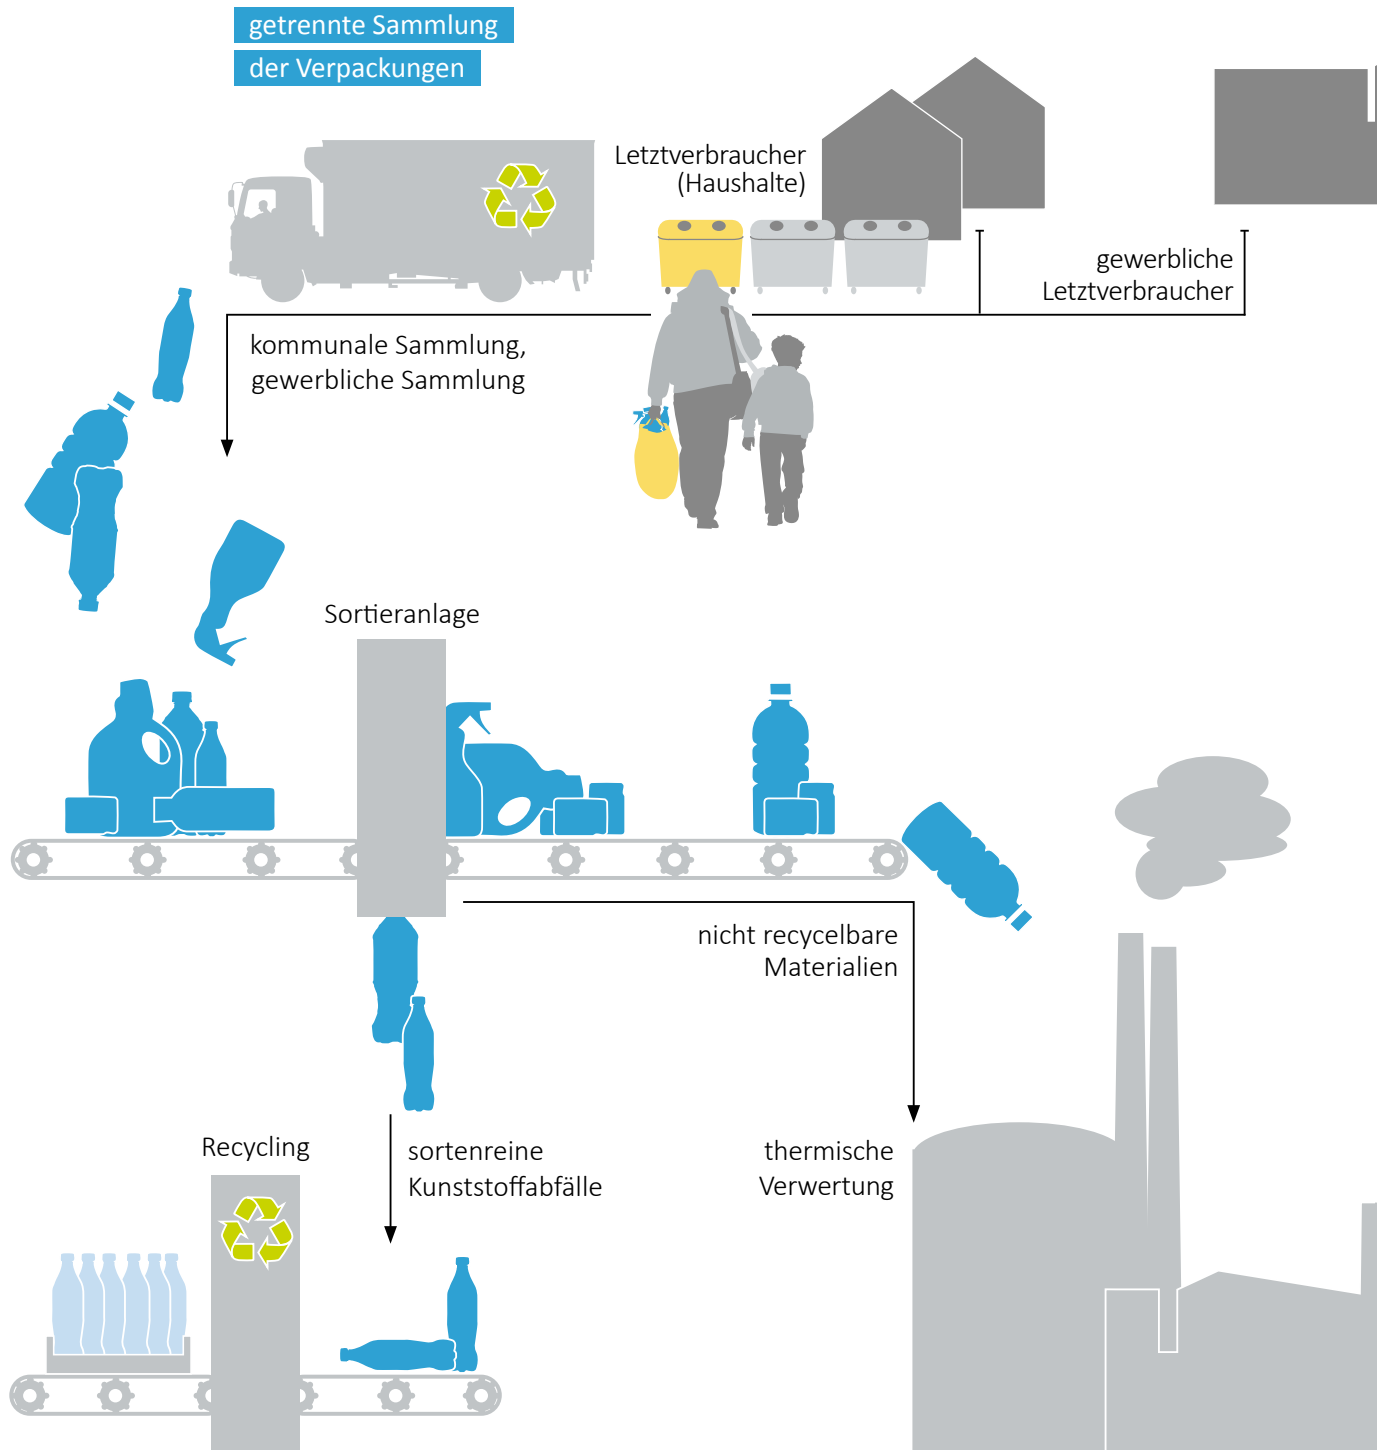 getrennte Sammlung
der Verpackungen
Letztverbraucher
(Haushalte)
gewerbliche
Letztverbraucher
kommunale Sammlung,
gewerbliche Sammlung
Sortieranlage
nicht recycelbare
Materialien
Recycling
sortenreine
Kunststoffabfälle
thermische
Verwertung